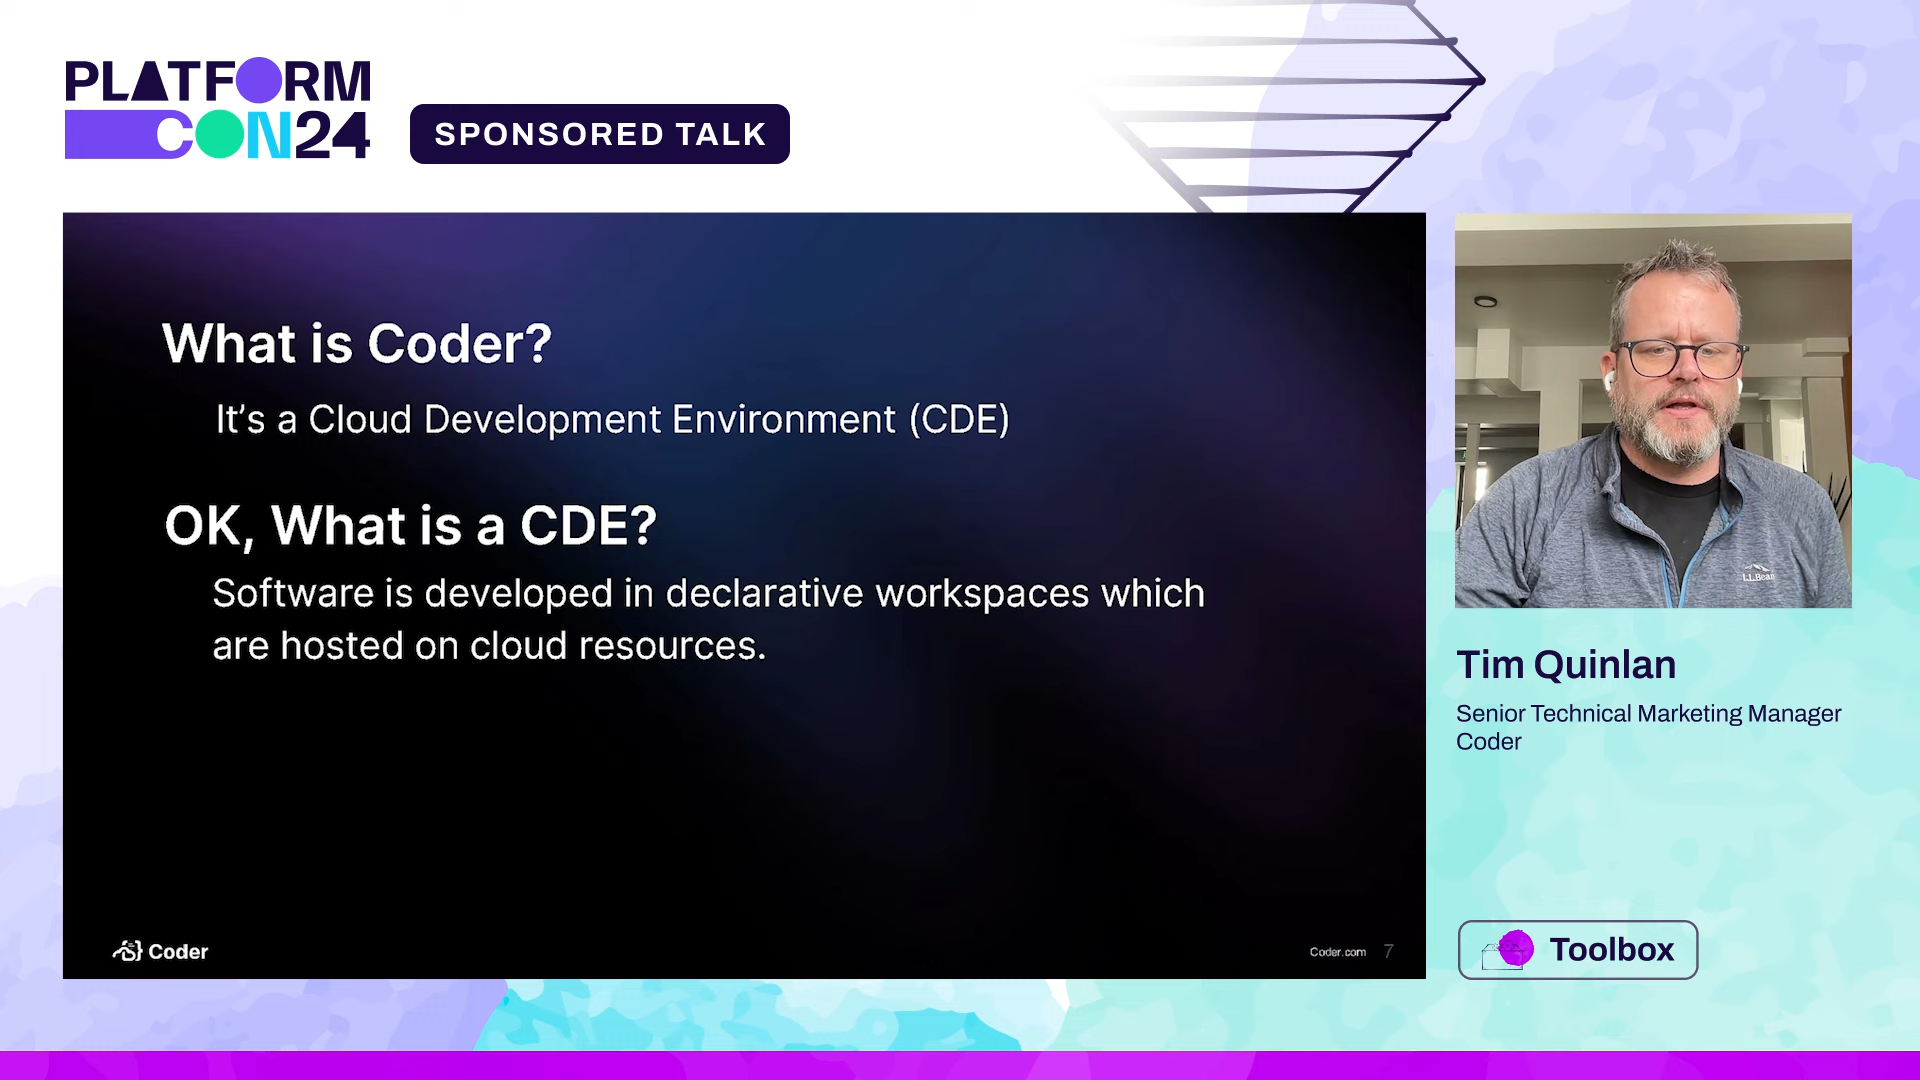 PLATFORM
CON24
SPONSORED TALK
What is Coder?
It's a Cloud Development Environment (CDE)
OK, What is a CDE?
Software is developed in declarative workspaces which
are hosted on cloud resources.
Coder
Coder.com 7
L.L.Bean
Tim Quinlan
Senior Technical Marketing Manager
Coder
Toolbox